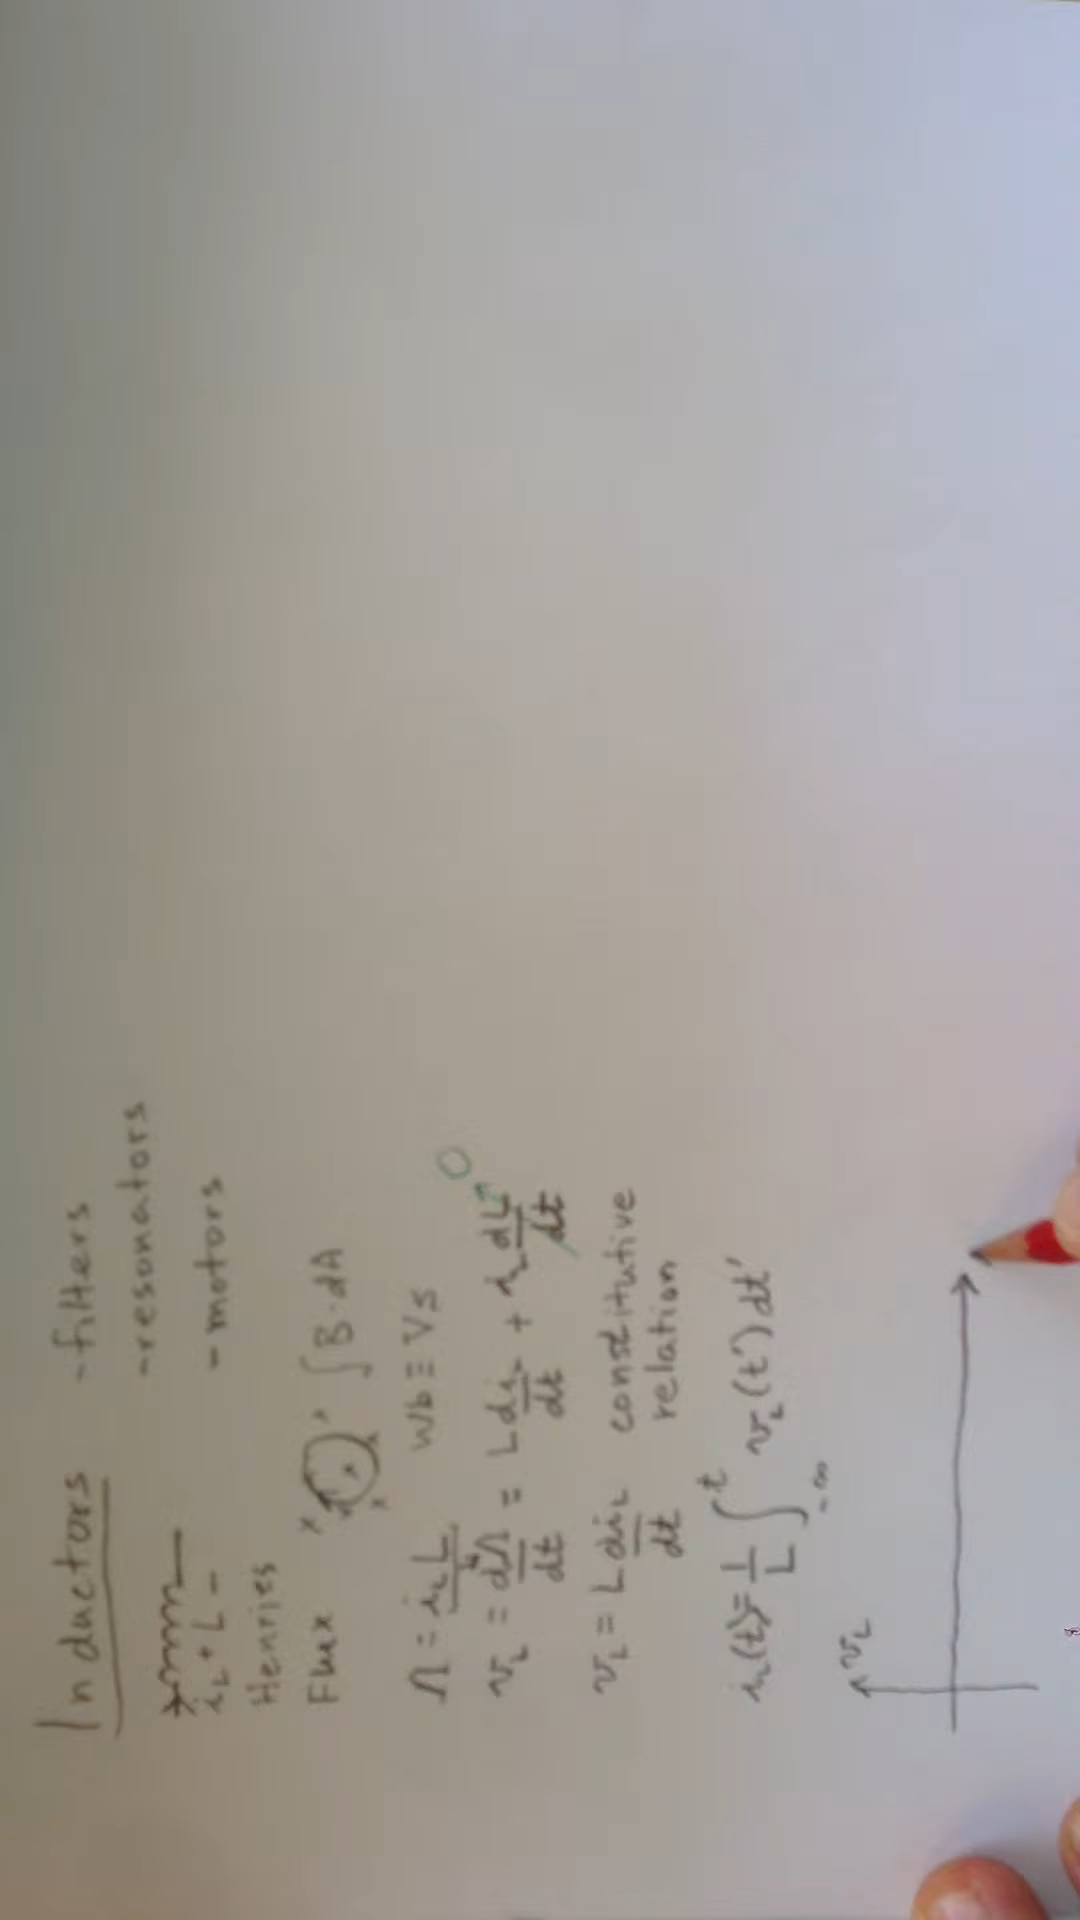 Inductors -filters
-resonators
i_L + L - -motors
Henries
Flux ∫B·dA
Λ = i_L L Wb ≡ Vs
v_L = dΛ/dt = L di_L/dt + i_L dL/dt 0
v_L = L di_L/dt constitutive
relation
i_L(t) = 1/L ∫_{-∞}^{t} v_L(t')dt'
v_L